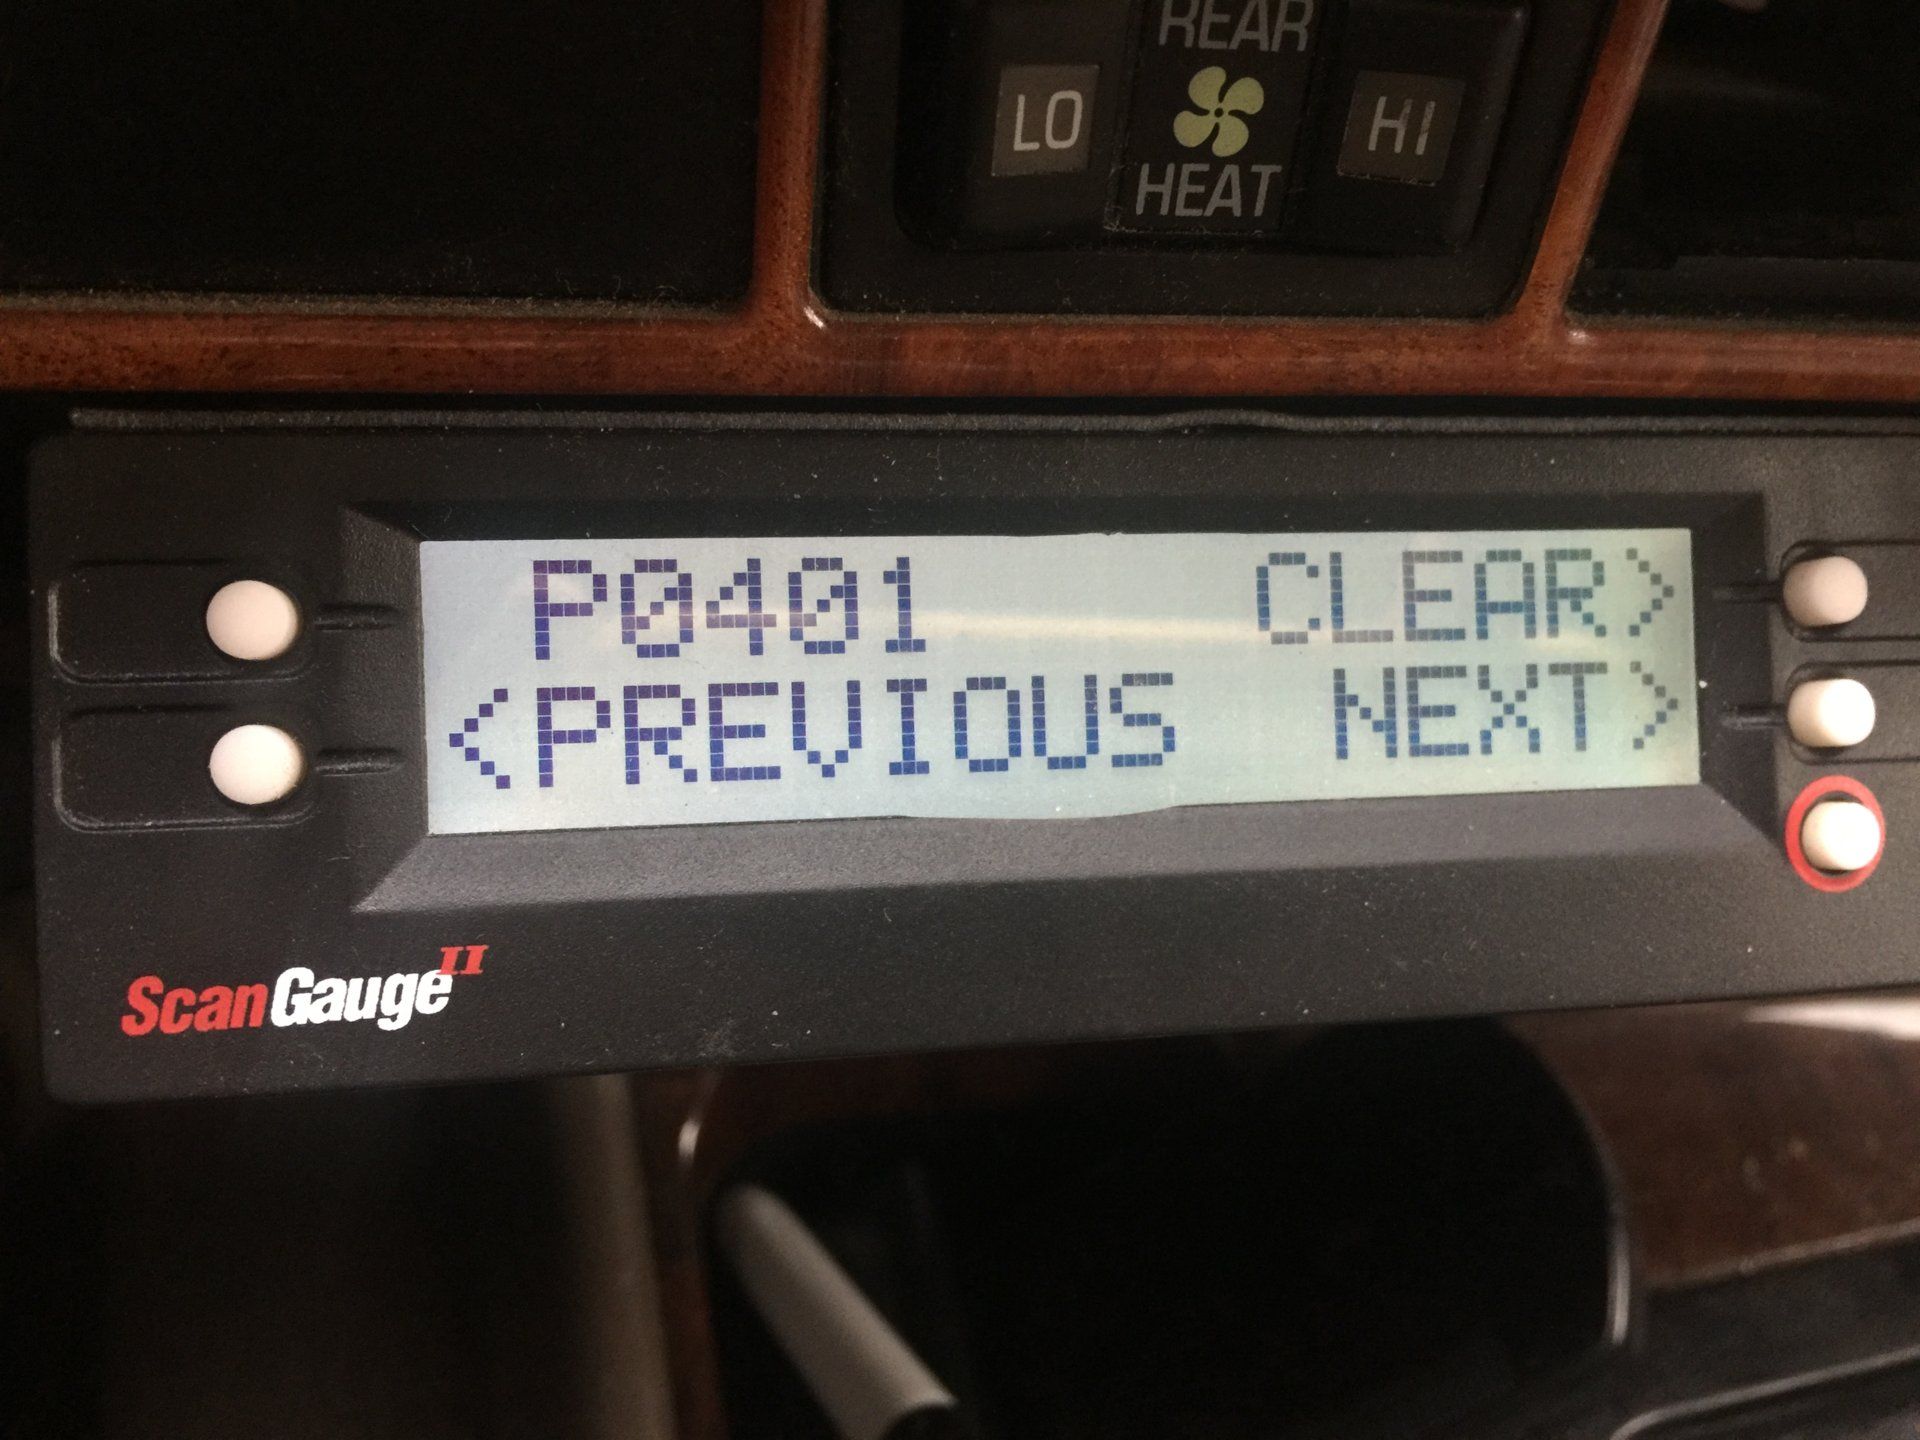 REAR
LO HI
HEAT
P0401 CLEAR>
<PREVIOUS NEXT>
ScanGauge II